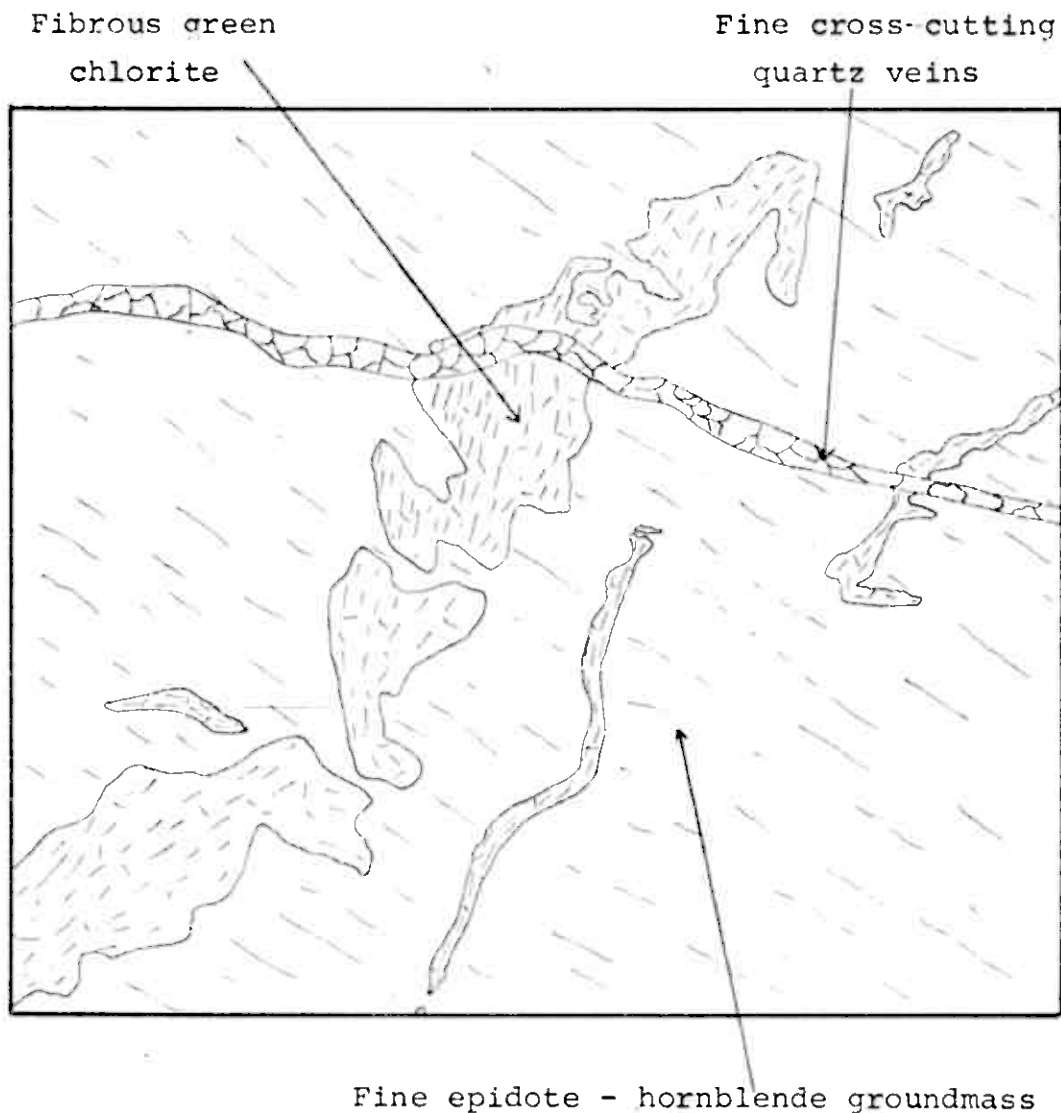 Fibrous green
chlorite
Fine cross-cutting
quartz veins
Fine epidote - hornblende groundmass